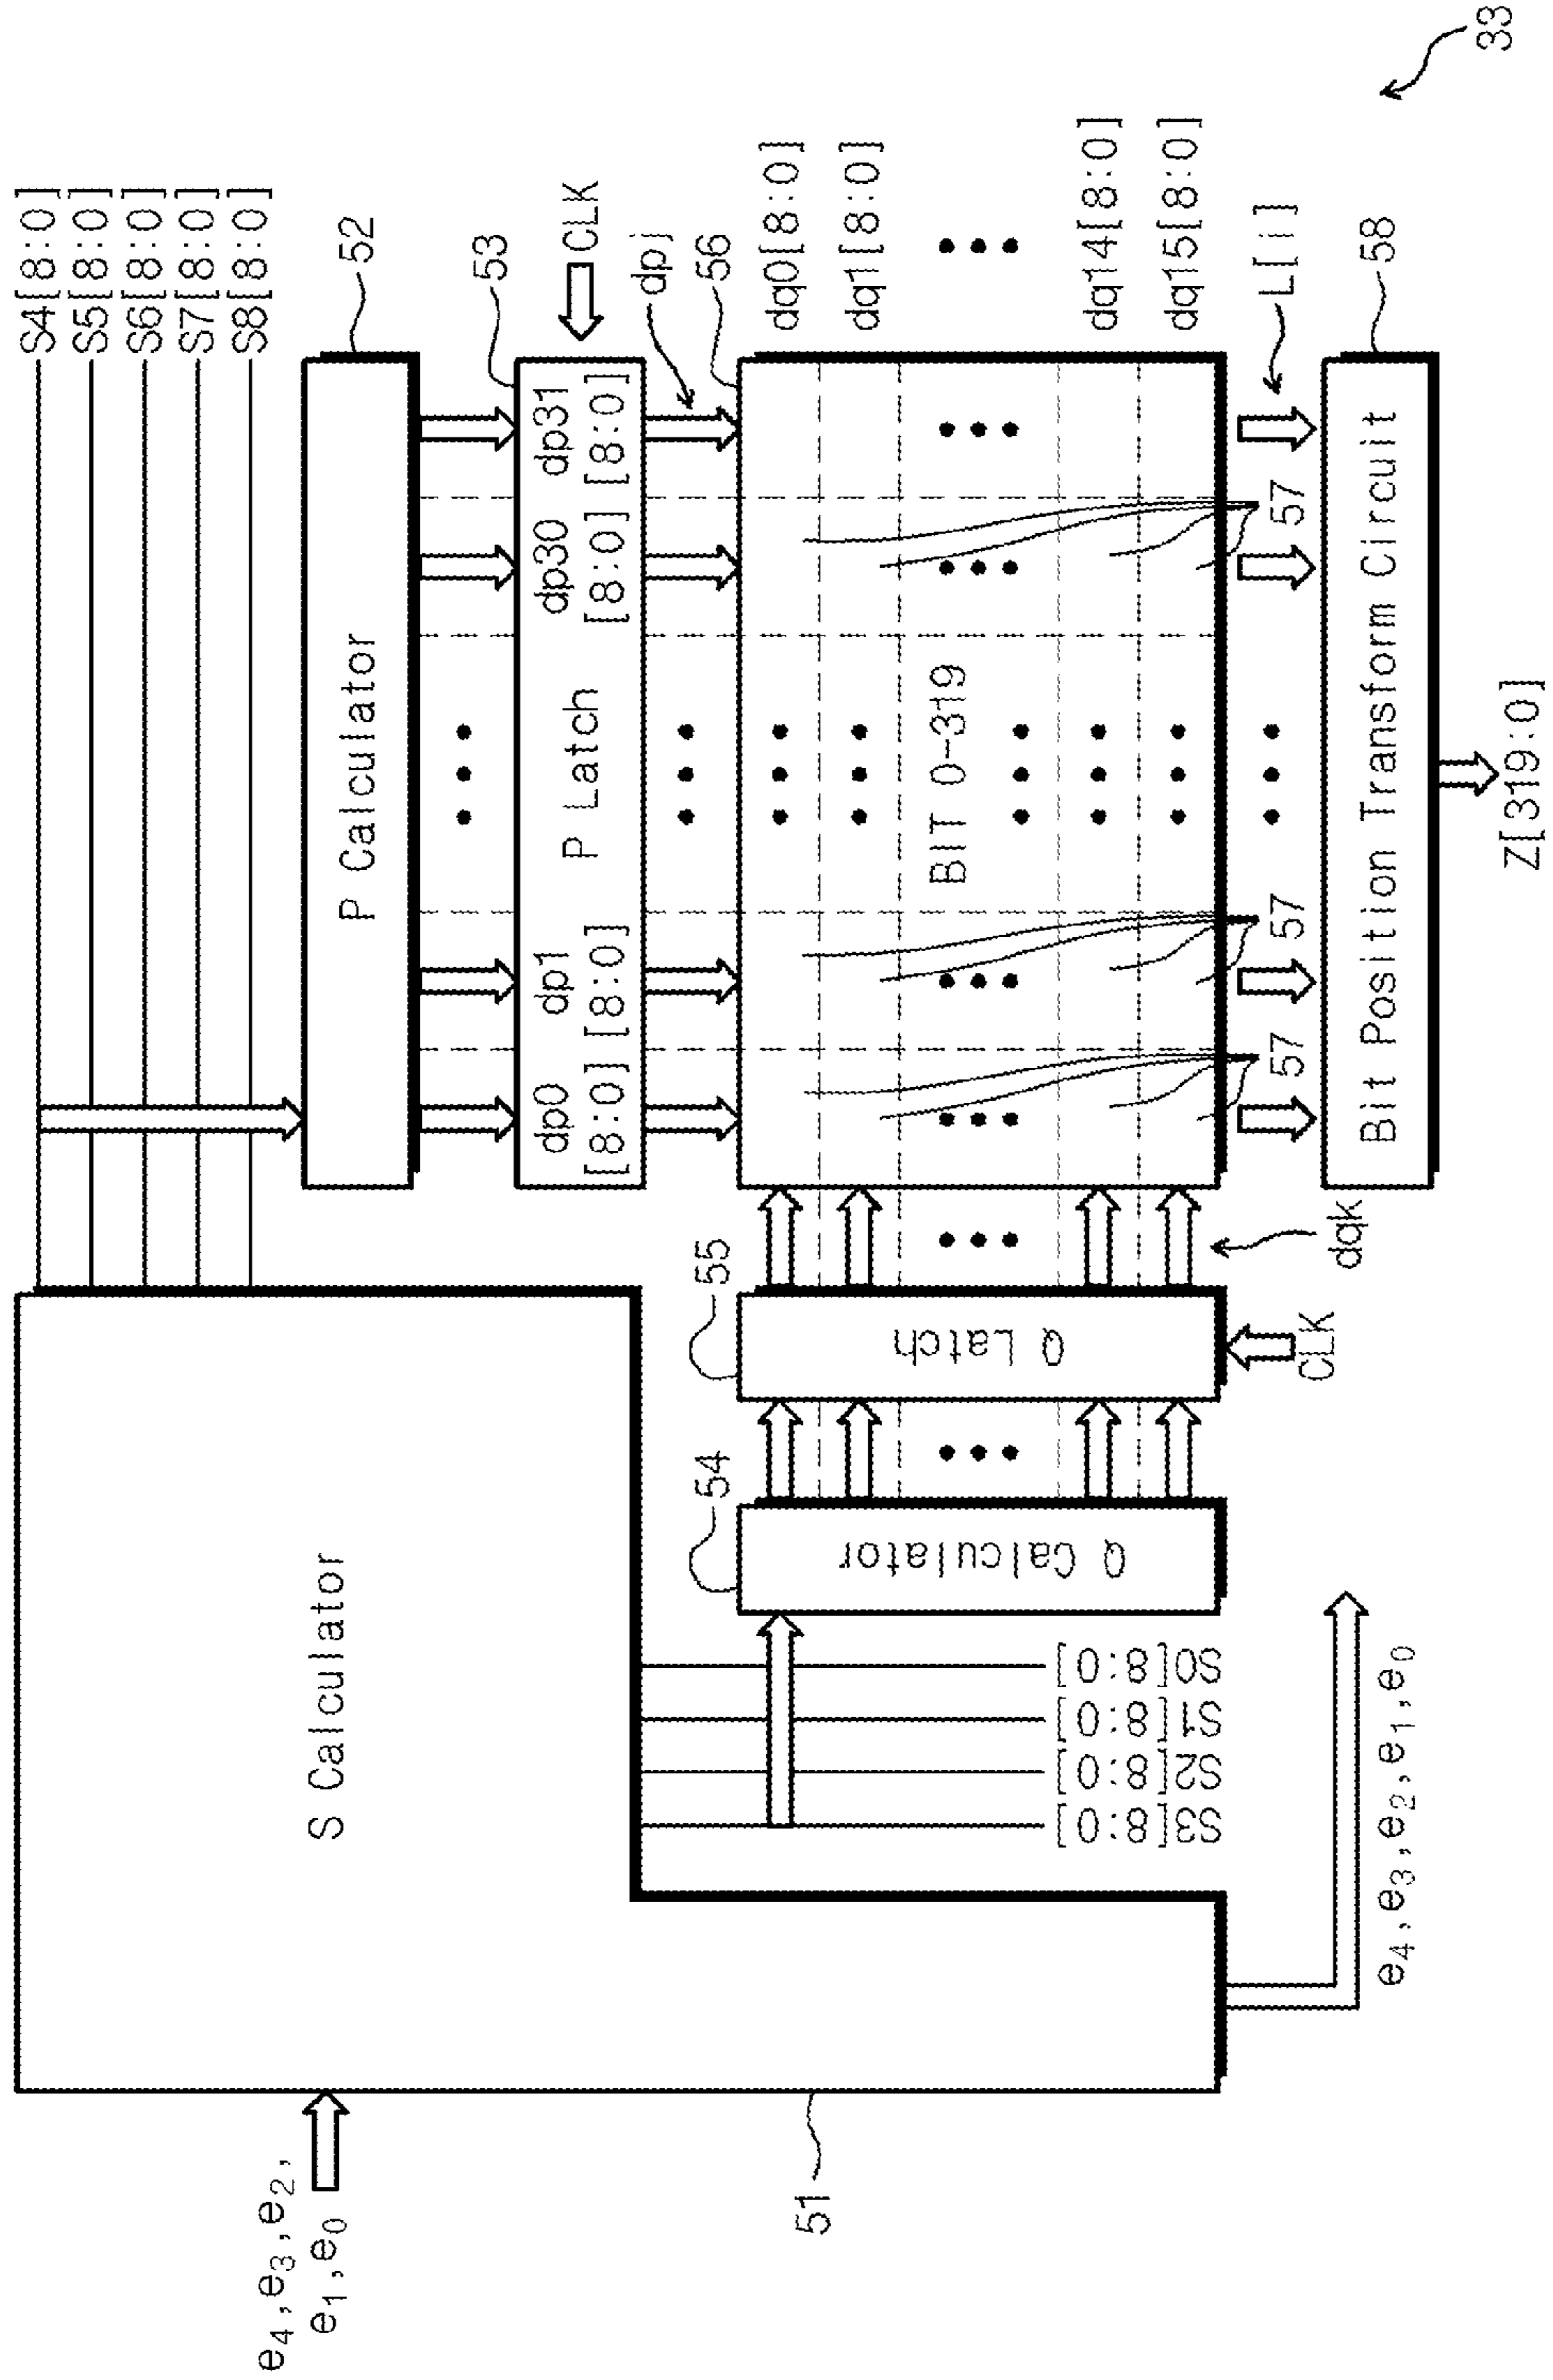 S4[8:0]
S5[8:0]
S6[8:0]
S7[8:0]
S8[8:0]
52
P Calculator
53
CLK
dp0
[8:0]
dp1
[8:0]
P Latch
dp30
[8:0]
dp31
[8:0]
dpj
56
dq0[8:0]
dq1[8:0]
dq14[8:0]
dq15[8:0]
BIT 0-319
57
57
57
L[i]
58
Bit Position Transform Circuit
Z[319:0]
33
S Calculator
51
e4,e3,e2,
e1,e0
S3[8:0]
S2[8:0]
S1[8:0]
S0[8:0]
54
Q Calculator
55
Q Latch
CLK
dqk
e4,e3,e2,e1,e0